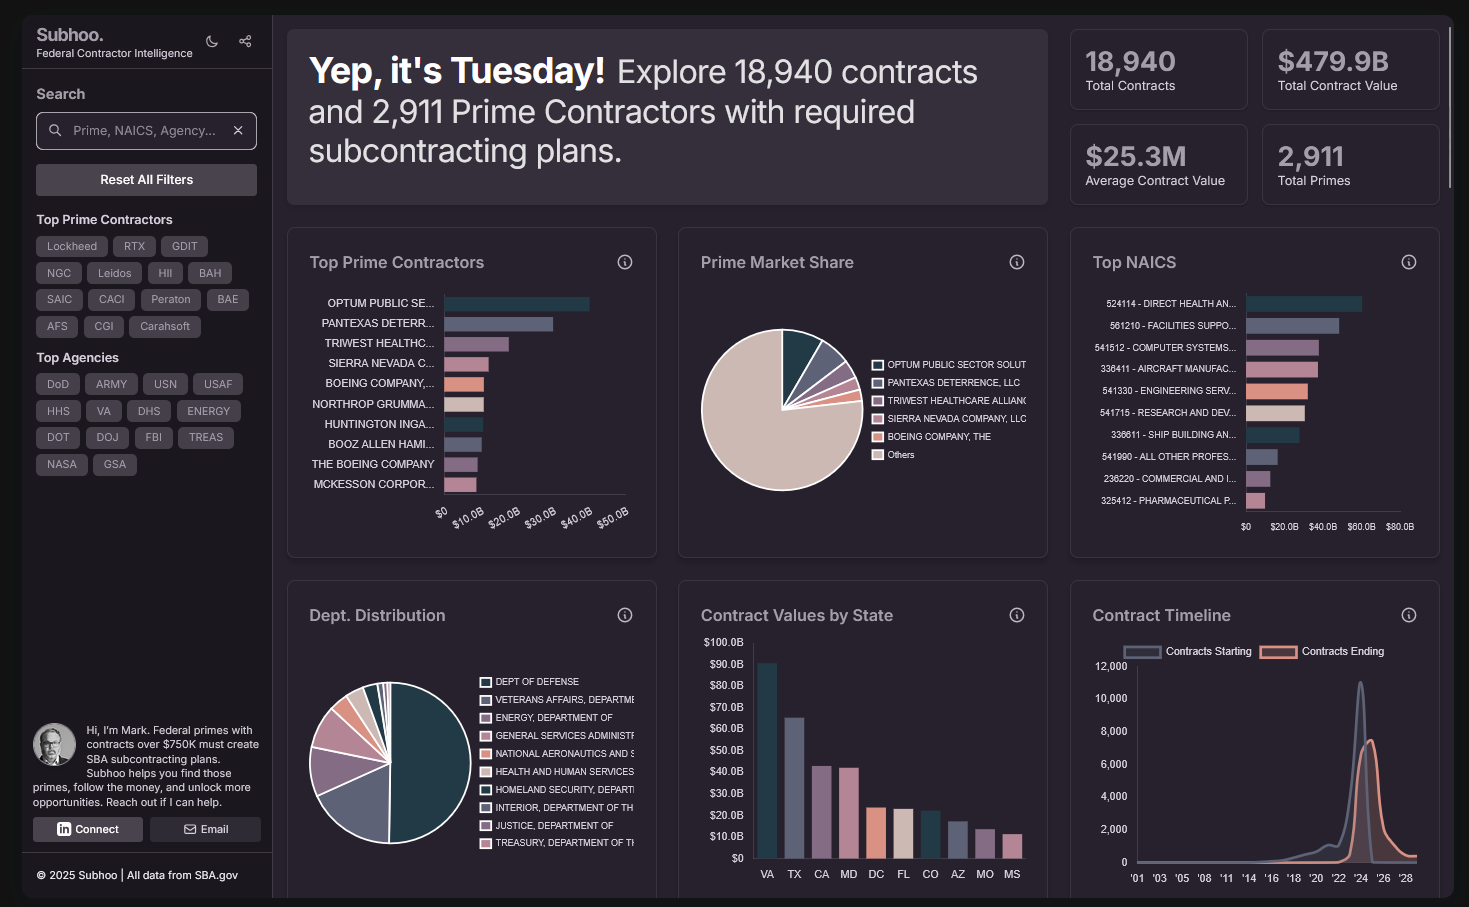 Subhoo.
Federal Contractor Intelligence
Search
Prime, NAICS, Agency...
Reset All Filters
Top Prime Contractors
Lockheed RTX GDIT
NGC Leidos HII BAH
SAIC CACI Peraton BAE
AFS CGI Carahsoft
Top Agencies
DoD ARMY USN USAF
HHS VA DHS ENERGY
DOT DOJ FBI TREAS
NASA GSA
Hi, I'm Mark. Federal primes with
contracts over $750K must create
SBA subcontracting plans.
Subhoo helps you find those
primes, follow the money, and unlock more
opportunities. Reach out if I can help.
Connect Email
© 2025 Subhoo | All data from SBA.gov
Yep, it's Tuesday! Explore 18,940 contracts
and 2,911 Prime Contractors with required
subcontracting plans.
18,940
Total Contracts
$479.9B
Total Contract Value
$25.3M
Average Contract Value
2,911
Total Primes
Top Prime Contractors
OPTUM PUBLIC SE...
PANTEXAS DETERR...
TRIWEST HEALTHC...
SIERRA NEVADA C...
BOEING COMPANY,...
NORTHROP GRUMMA...
HUNTINGTON INGA...
BOOZ ALLEN HAMI...
THE BOEING COMPANY
MCKESSON CORPOR...
$0 $10.0B $20.0B $30.0B $40.0B $50.0B
Prime Market Share
OPTUM PUBLIC SECTOR SOLUT
PANTEXAS DETERRENCE, LLC
TRIWEST HEALTHCARE ALLIANC
SIERRA NEVADA COMPANY, LLC
BOEING COMPANY, THE
Others
Top NAICS
524114 - DIRECT HEALTH AN...
561210 - FACILITIES SUPPO...
541512 - COMPUTER SYSTEMS...
336411 - AIRCRAFT MANUFAC...
541330 - ENGINEERING SERV...
541715 - RESEARCH AND DEV...
336611 - SHIP BUILDING AN...
541990 - ALL OTHER PROFES...
236220 - COMMERCIAL AND I...
325412 - PHARMACEUTICAL P...
$0 $20.0B $40.0B $60.0B $80.0B
Dept. Distribution
DEPT OF DEFENSE
VETERANS AFFAIRS, DEPARTME
ENERGY, DEPARTMENT OF
GENERAL SERVICES ADMINISTR
NATIONAL AERONAUTICS AND S
HEALTH AND HUMAN SERVICES
HOMELAND SECURITY, DEPART
INTERIOR, DEPARTMENT OF TH
JUSTICE, DEPARTMENT OF
TREASURY, DEPARTMENT OF TH
Contract Values by State
$100.0B
$90.0B
$80.0B
$70.0B
$60.0B
$50.0B
$40.0B
$30.0B
$20.0B
$10.0B
$0
VA TX CA MD DC FL CO AZ MO MS
Contract Timeline
Contracts Starting Contracts Ending
12,000
10,000
8,000
6,000
4,000
2,000
0
'01 '03 '05 '08 '11 '14 '16 '18 '20 '22 '24 '26 '28